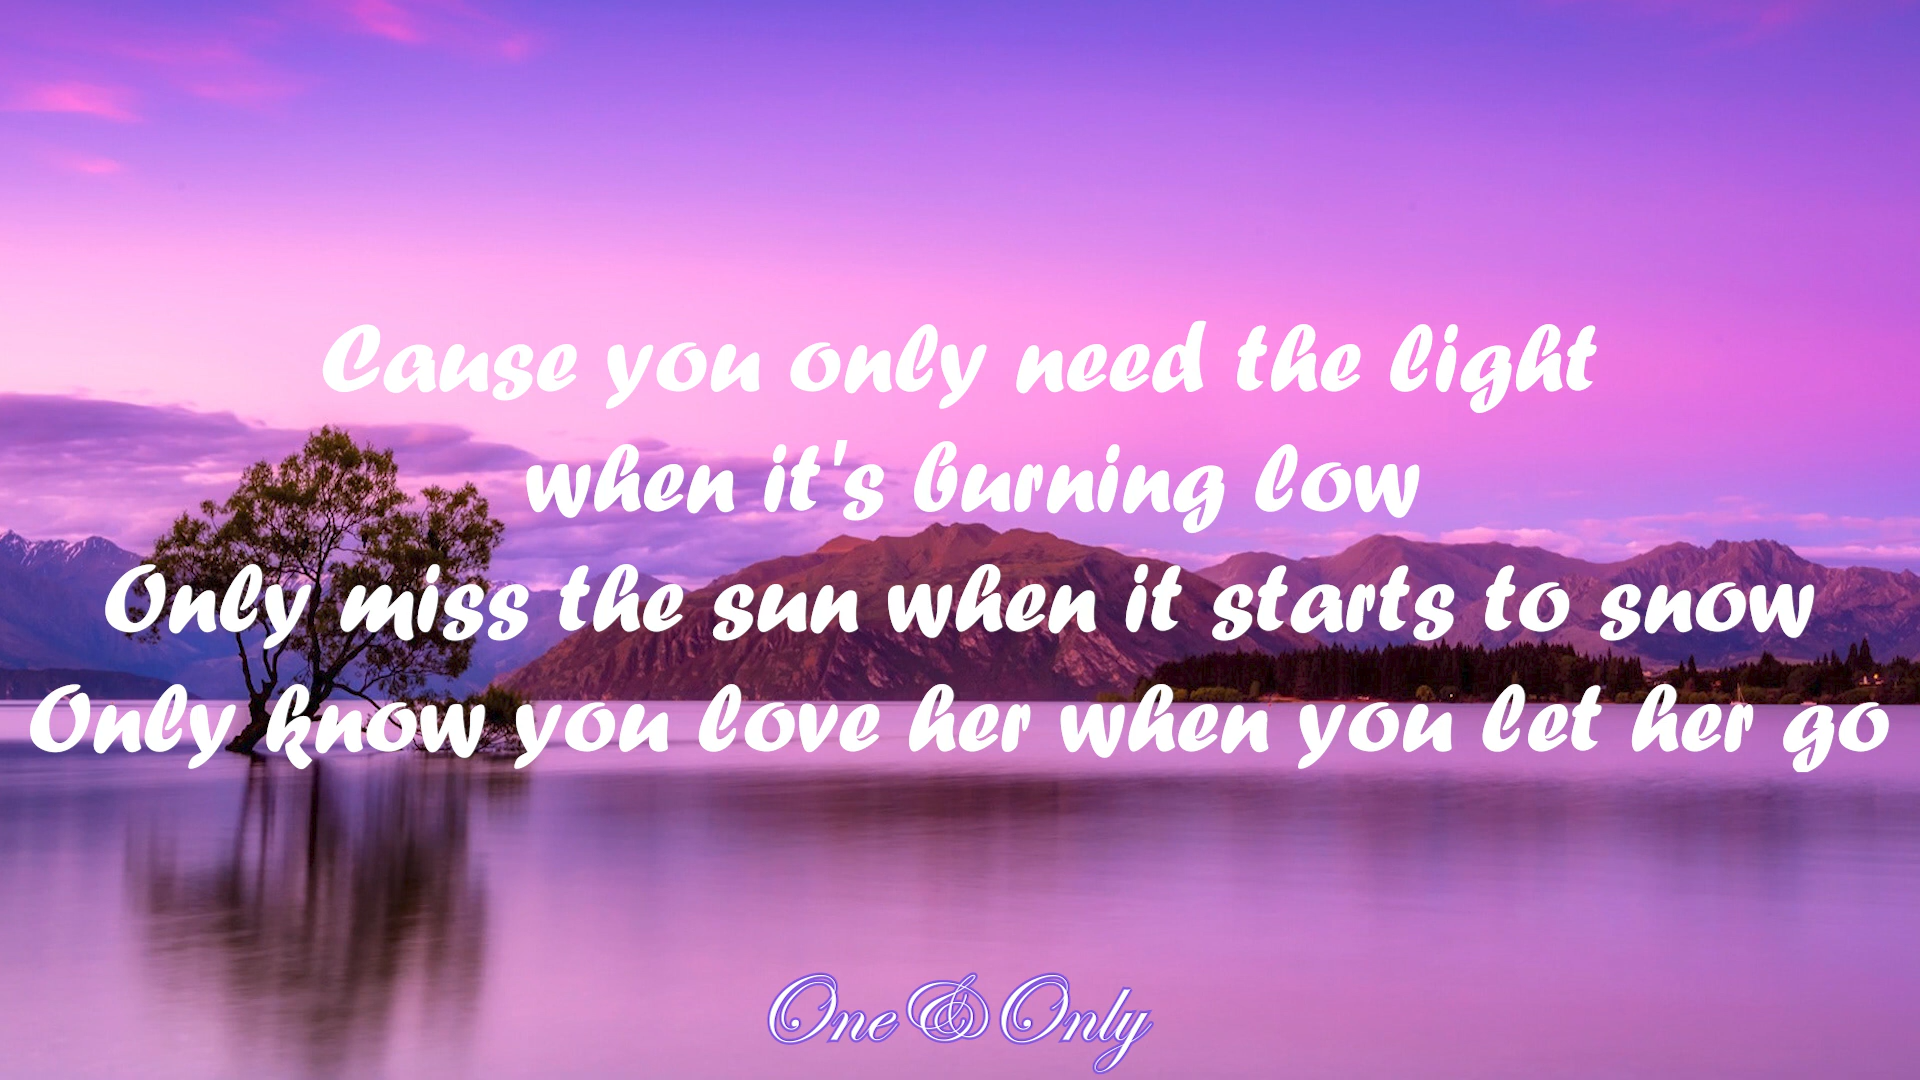 Cause you only need the light
when it's burning low
Only miss the sun when it starts to snow
Only know you love her when you let her go
One & Only